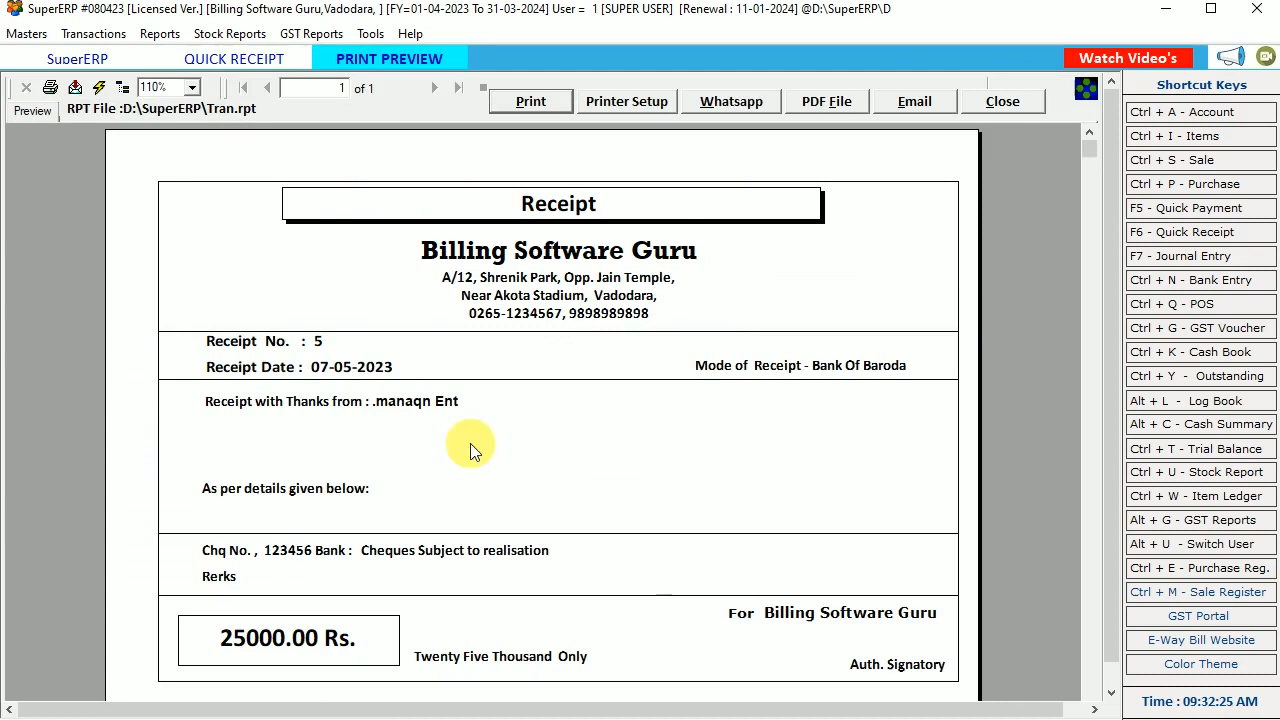 SuperERP #080423 [Licensed Ver.] [Billing Software Guru,Vadodara, ] [FY=01-04-2023 To 31-03-2024] User = 1 [SUPER USER] [Renewal : 11-01-2024] @D:\SuperERP\D
Masters Transactions Reports Stock Reports GST Reports Tools Help
SuperERP QUICK RECEIPT PRINT PREVIEW Watch Video's
110% 1 of 1
Print Printer Setup Whatsapp PDF File Email Close
Preview RPT File :D:\SuperERP\Tran.rpt
Receipt
Billing Software Guru
A/12, Shrenik Park, Opp. Jain Temple,
Near Akota Stadium, Vadodara,
0265-1234567, 9898989898
Receipt No. : 5
Receipt Date : 07-05-2023
Mode of Receipt - Bank Of Baroda
Receipt with Thanks from : .manaqn Ent
As per details given below:
Chq No. , 123456 Bank : Cheques Subject to realisation
Rerks
For Billing Software Guru
25000.00 Rs.
Twenty Five Thousand Only
Auth. Signatory
Shortcut Keys
Ctrl + A - Account
Ctrl + I - Items
Ctrl + S - Sale
Ctrl + P - Purchase
F5 - Quick Payment
F6 - Quick Receipt
F7 - Journal Entry
Ctrl + N - Bank Entry
Ctrl + Q - POS
Ctrl + G - GST Voucher
Ctrl + K - Cash Book
Ctrl + Y - Outstanding
Alt + L - Log Book
Alt + C - Cash Summary
Ctrl + T - Trial Balance
Ctrl + U - Stock Report
Ctrl + W - Item Ledger
Alt + G - GST Reports
Alt + U - Switch User
Ctrl + E - Purchase Reg.
Ctrl + M - Sale Register
GST Portal
E-Way Bill Website
Color Theme
Time : 09:32:25 AM